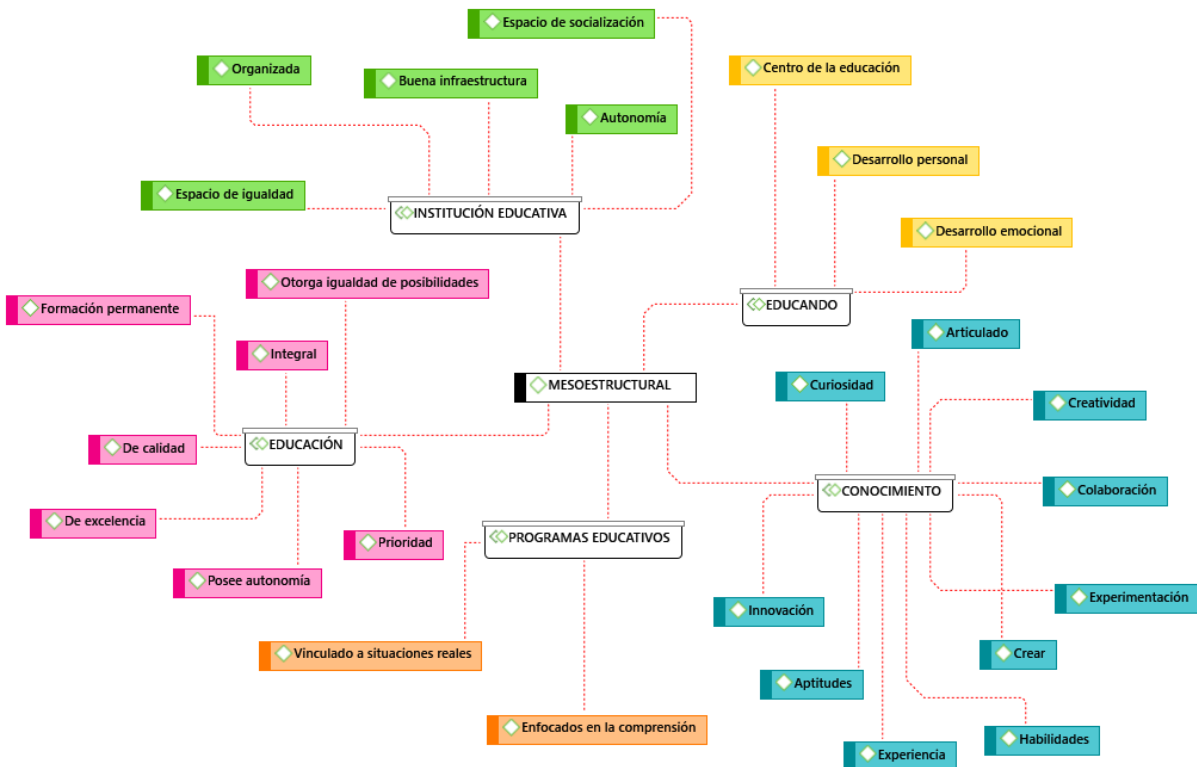 Espacio de socialización
Organizada
Buena infraestructura
Centro de la educación
Autonomía
Desarrollo personal
Espacio de igualdad
INSTITUCIÓN EDUCATIVA
Desarrollo emocional
Otorga igualdad de posibilidades
Formación permanente
EDUCANDO
Articulado
Integral
MESOESTRUCTURAL
Curiosidad
Creatividad
De calidad
EDUCACIÓN
Colaboración
CONOCIMIENTO
De excelencia
Prioridad
PROGRAMAS EDUCATIVOS
Posee autonomía
Innovación
Experimentación
Vinculado a situaciones reales
Crear
Aptitudes
Enfocados en la comprensión
Habilidades
Experiencia